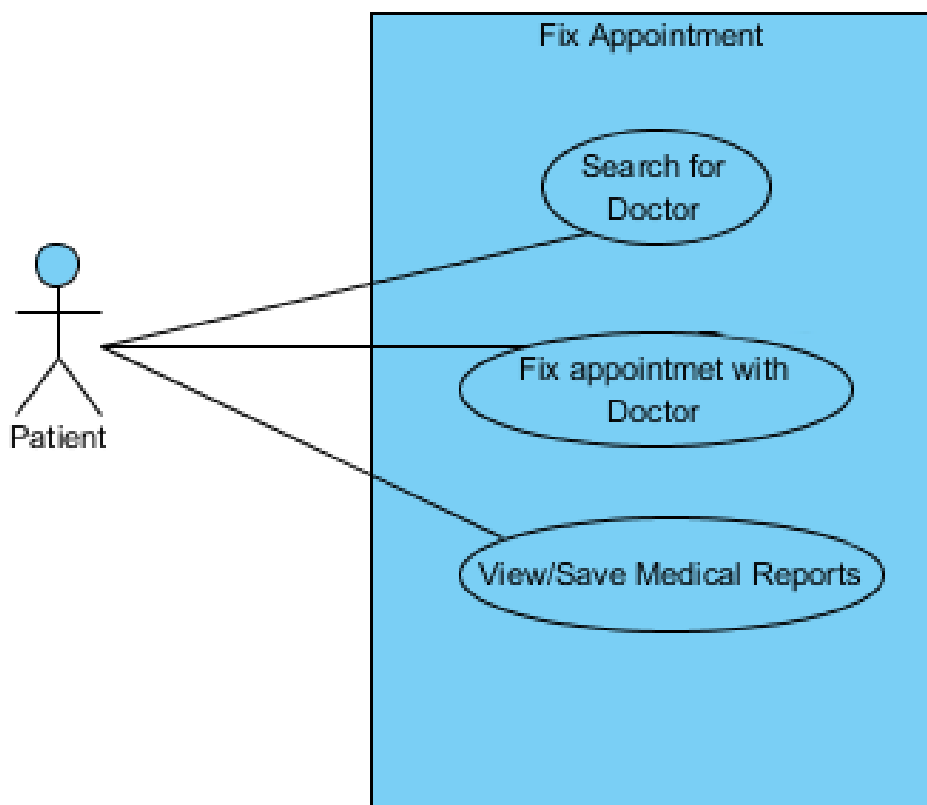 Fix Appointment
Search for
Doctor
Fix appointmet with
Doctor
Patient
View/Save Medical Reports